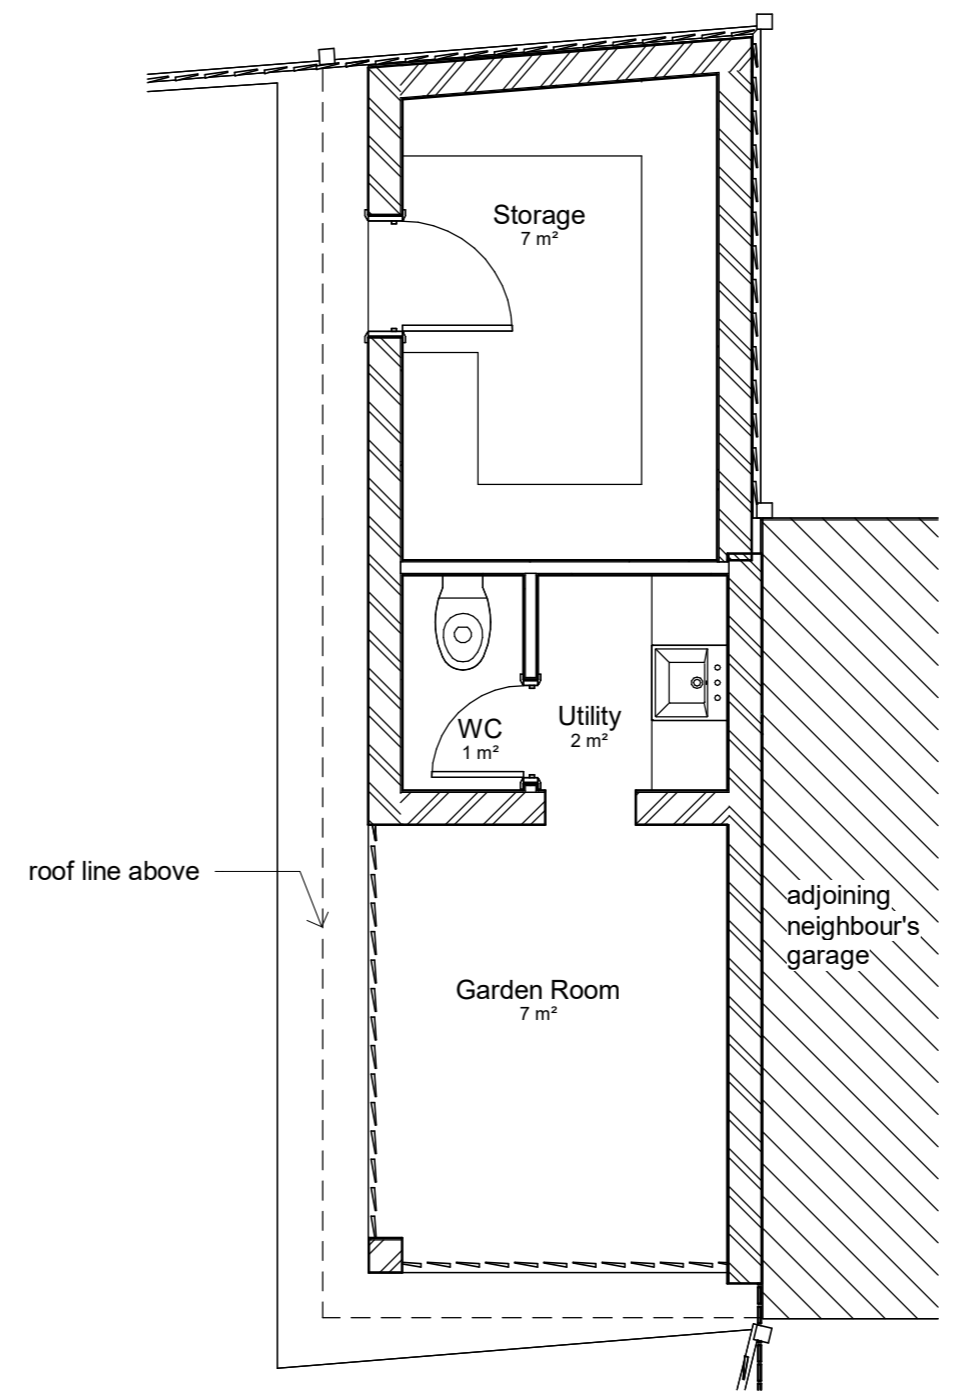 Storage
7 m²
WC
1 m²
Utility
2 m²
roof line above
adjoining
neighbour's
garage
Garden Room
7 m²